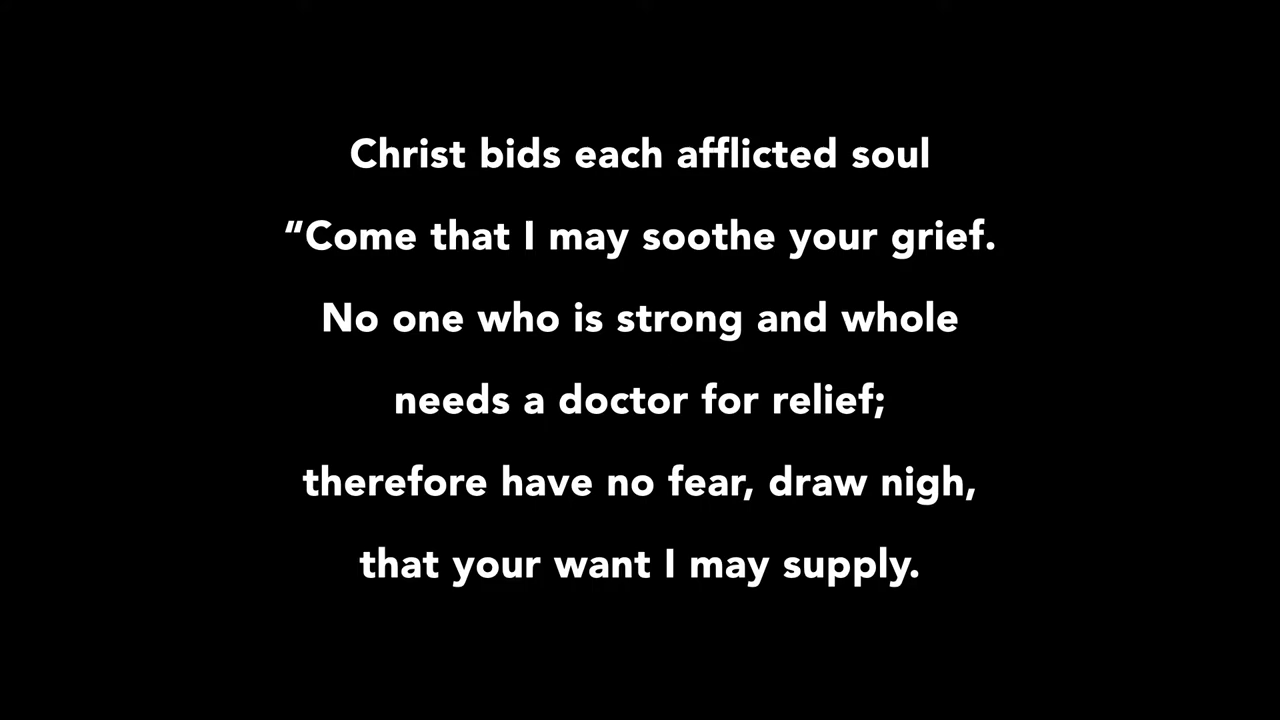 Christ bids each afflicted soul
“Come that I may soothe your grief.
No one who is strong and whole
needs a doctor for relief;
therefore have no fear, draw nigh,
that your want I may supply.